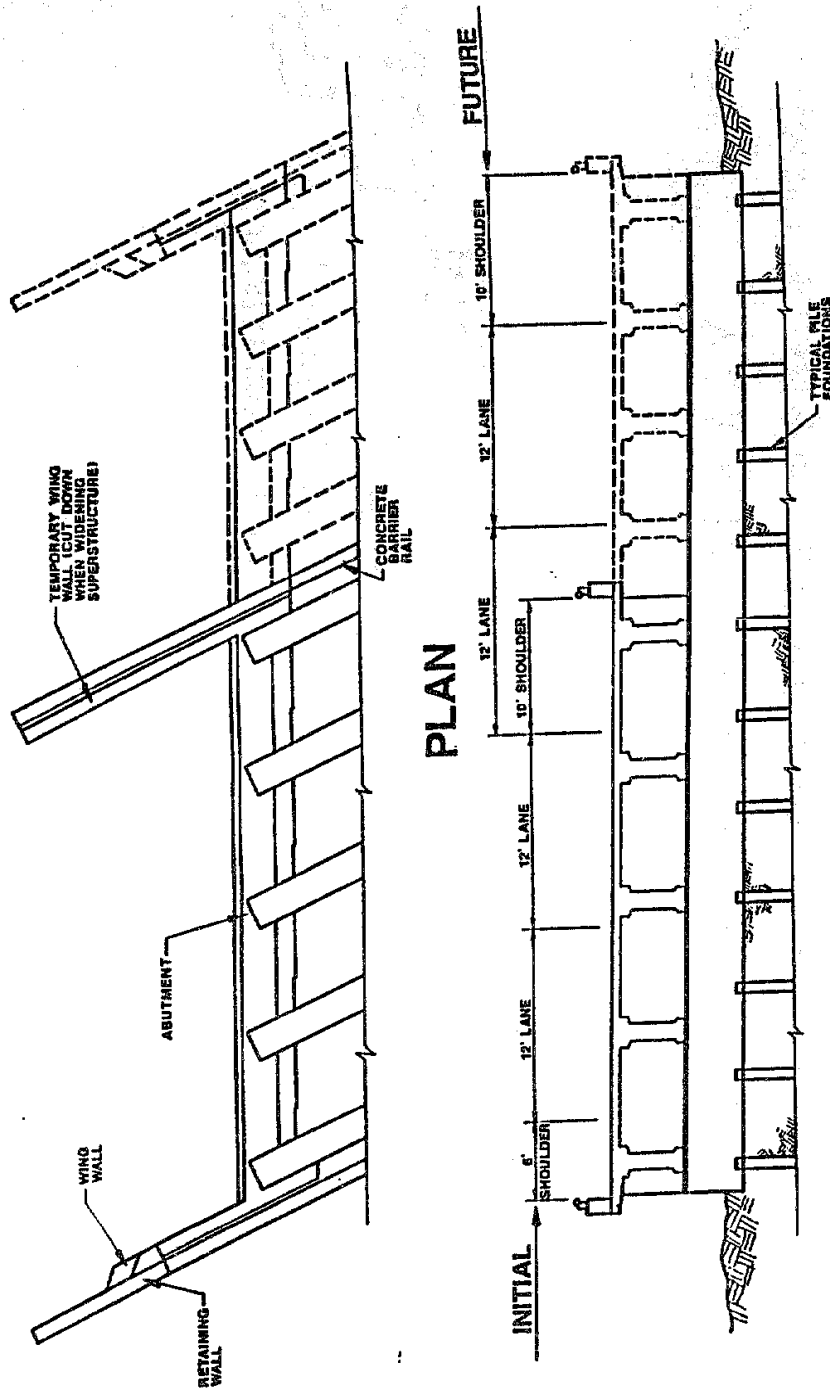 WING
WALL
RETAINING
WALL
ABUTMENT
TEMPORARY WING
WALL (CUT DOWN
WHEN WIDENING
SUPERSTRUCTURE)
CONCRETE
BARRIER
RAIL
PLAN
INITIAL
FUTURE
6'
SHOULDER
12' LANE
12' LANE
10' SHOULDER
12' LANE
12' LANE
10' SHOULDER
TYPICAL PILE
FOUNDATIONS